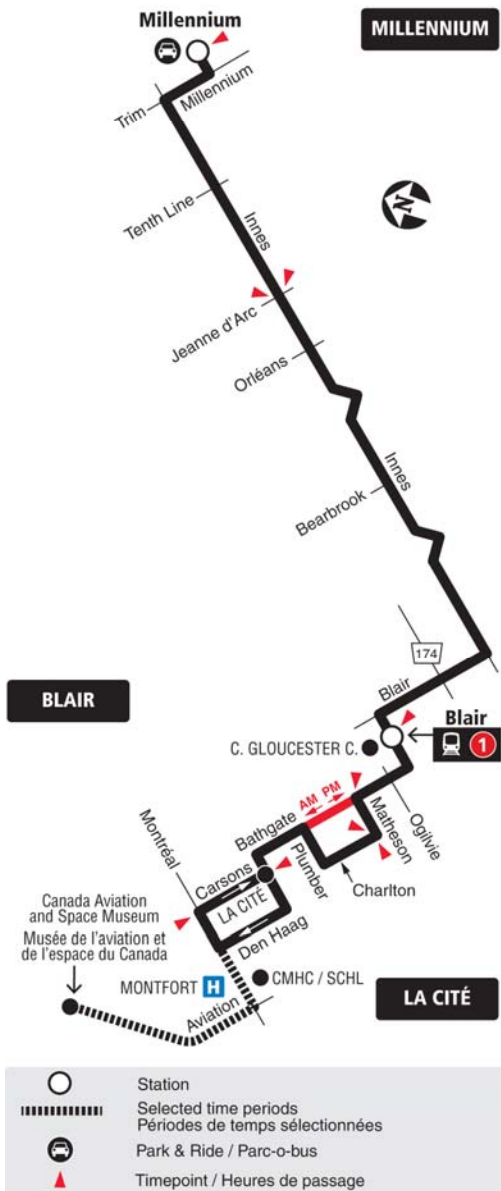 Millennium
MILLENNIUM
Millennium
Trim
Tenth Line
Innes
N
Jeanne d'Arc
Orléans
Innes
Bearbrook
174
Blair
BLAIR
Blair
1
C. GLOUCESTER C.
AM PM
Bathgate
Matheson
Ogilvie
Montréal
Plumber
Carsons
Charlton
LA CITÉ
Canada Aviation
and Space Museum
Musée de l'aviation et
de l'espace du Canada
Den Haag
MONTFORT H
CMHC / SCHL
LA CITÉ
Aviation
Station
Selected time periods
Périodes de temps sélectionnées
Park & Ride / Parc-o-bus
Timepoint / Heures de passage